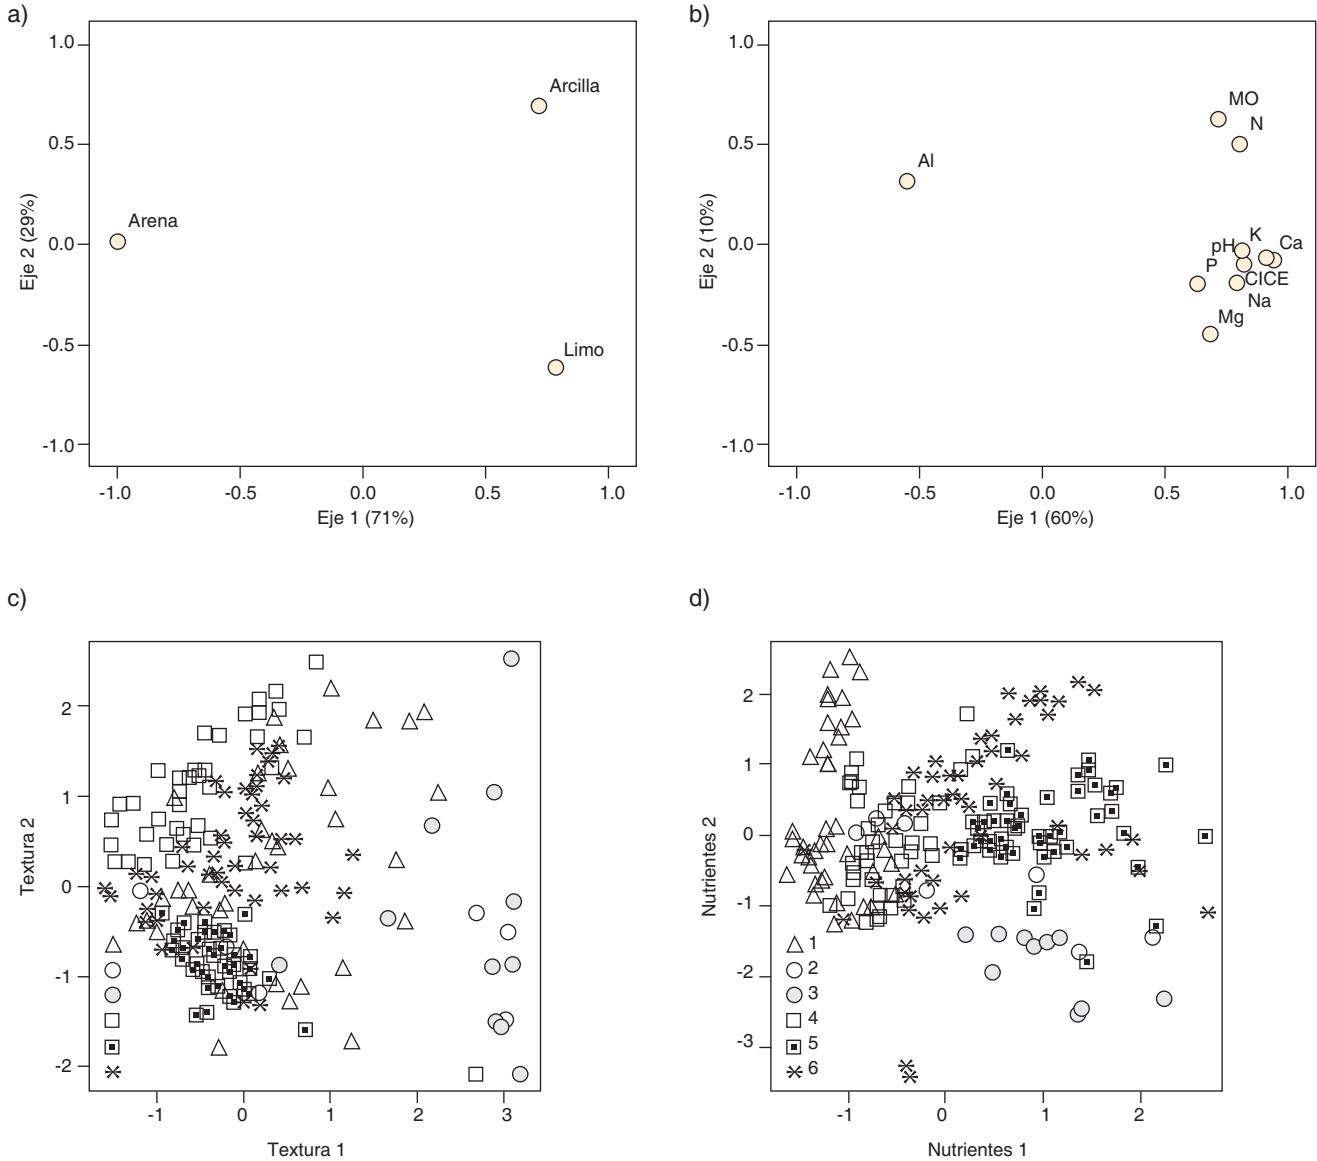 a)
1.0
0.5
0.0
-0.5
-1.0
Eje 2 (29%)
Arcilla
Arena
Limo
-1.0 -0.5 0.0 0.5 1.0
Eje 1 (71%)
b)
1.0
0.5
0.0
-0.5
-1.0
Eje 2 (10%)
MO
N
Al
K
pH
Ca
P
CICE
Na
Mg
-1.0 -0.5 0.0 0.5 1.0
Eje 1 (60%)
c)
2
1
0
-1
-2
Textura 2
-1 0 1 2 3
Textura 1
d)
2
1
0
-1
-2
-3
Nutrientes 2
1
2
3
4
5
6
-1 0 1 2
Nutrientes 1